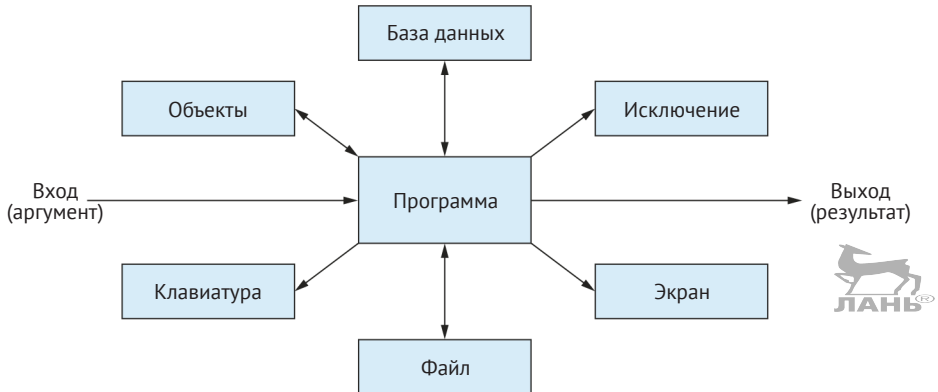 База данных
Объекты
Исключение
Вход
(аргумент)
Программа
Выход
(результат)
Клавиатура
Экран
ЛАНЬ®
Файл